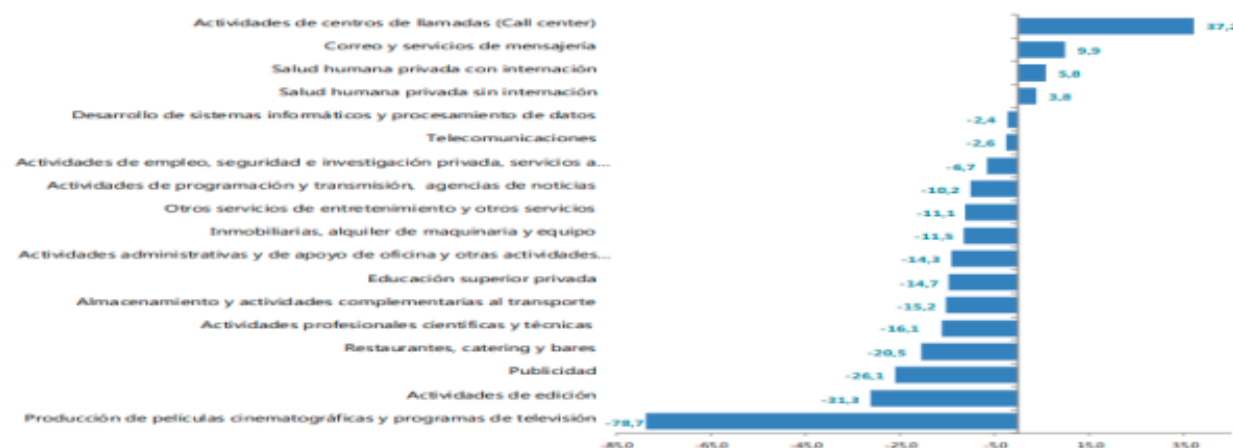 Actividades de centros de llamadas (Call center) 37,2
Correo y servicios de mensajería 9,9
Salud humana privada con internación 5,8
Salud humana privada sin internación 3,8
Desarrollo de sistemas informáticos y procesamiento de datos -2,4
Telecomunicaciones -2,6
Actividades de empleo, seguridad e investigación privada, servicios a... -6,7
Actividades de programación y transmisión, agencias de noticias -10,2
Otros servicios de entretenimiento y otros servicios -11,1
Inmobiliarias, alquiler de maquinaria y equipo -11,5
Actividades administrativas y de apoyo de oficina y otras actividades... -14,3
Educación superior privada -14,7
Almacenamiento y actividades complementarias al transporte -15,2
Actividades profesionales científicas y técnicas -16,1
Restaurantes, catering y bares -20,5
Publicidad -26,1
Actividades de edición -31,3
Producción de películas cinematográficas y programas de televisión -78,7
-85,0 -65,0 -45,0 -25,0 -5,0 15,0 35,0